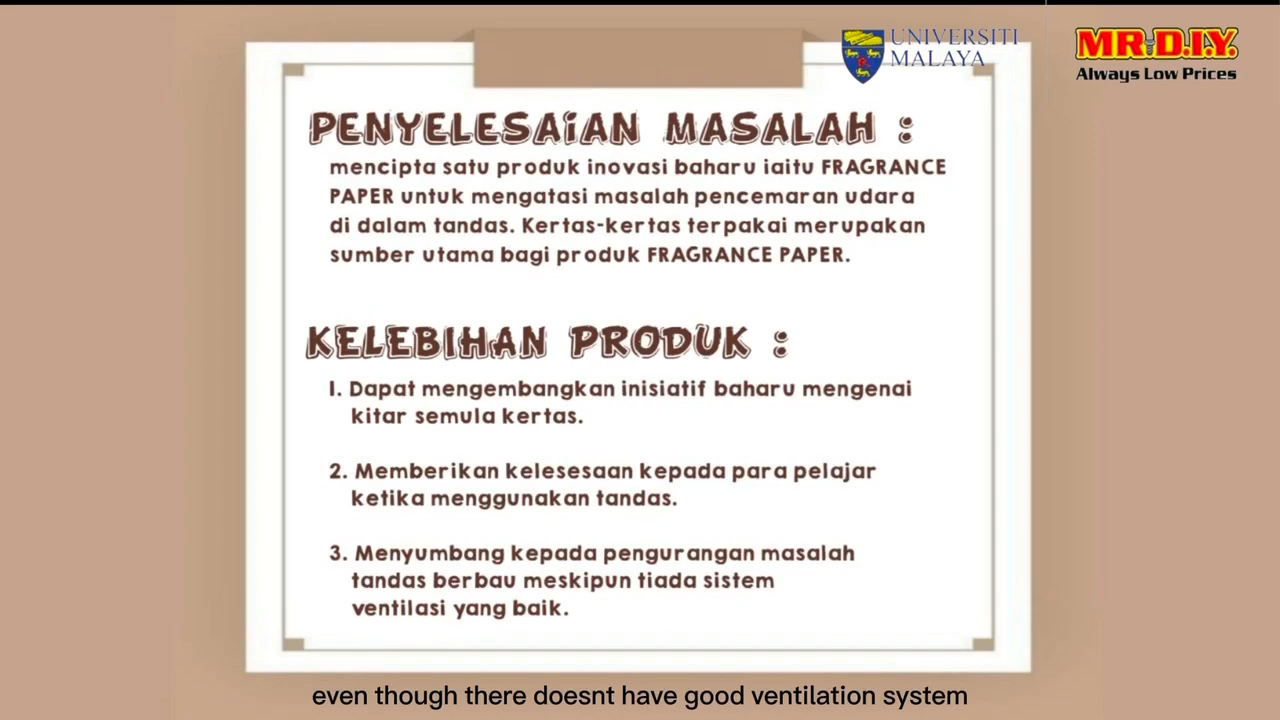 UNIVERSITI
MALAYA
MR.D.I.Y.
Always Low Prices
PENYELESAIAN MASALAH :
mencipta satu produk inovasi baharu iaitu FRAGRANCE
PAPER untuk mengatasi masalah pencemaran udara
di dalam tandas. Kertas-kertas terpakai merupakan
sumber utama bagi produk FRAGRANCE PAPER.
KELEBIHAN PRODUK :
1. Dapat mengembangkan inisiatif baharu mengenai
kitar semula kertas.
2. Memberikan kelesesaan kepada para pelajar
ketika menggunakan tandas.
3. Menyumbang kepada pengurangan masalah
tandas berbau meskipun tiada sistem
ventilasi yang baik.
even though there doesnt have good ventilation system